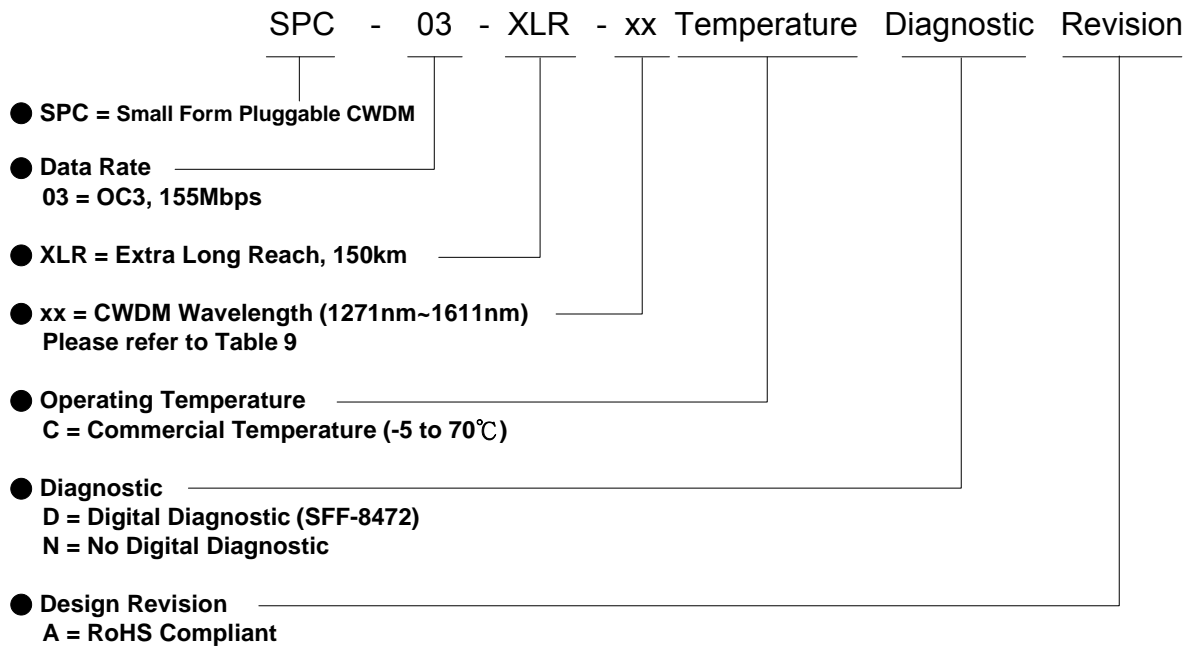 SPC - 03 - XLR - xx Temperature Diagnostic Revision
● SPC = Small Form Pluggable CWDM
● Data Rate
03 = OC3, 155Mbps
● XLR = Extra Long Reach, 150km
● xx = CWDM Wavelength (1271nm~1611nm)
Please refer to Table 9
● Operating Temperature
C = Commercial Temperature (-5 to 70℃)
● Diagnostic
D = Digital Diagnostic (SFF-8472)
N = No Digital Diagnostic
● Design Revision
A = RoHS Compliant